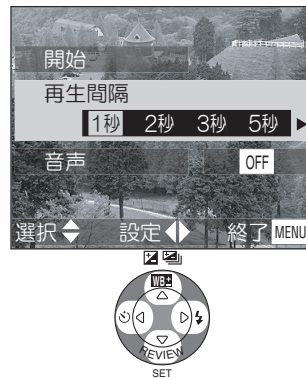 開始
再生間隔
1秒 2秒 3秒 5秒
音声 OFF
選択 設定 終了 MENU
WB±
REVIEW
SET